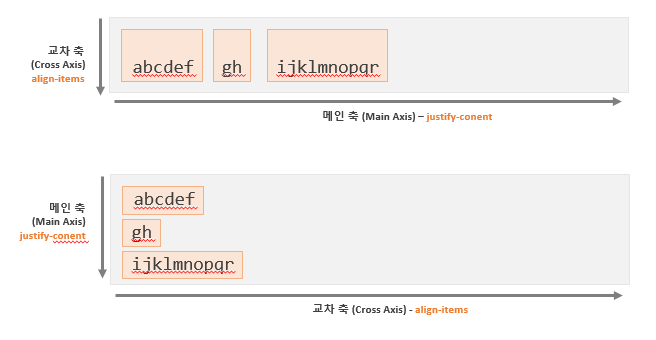 교차 축
(Cross Axis)
align-items
abcdef gh ijklmnopqr
메인 축 (Main Axis) – justify-conent
메인 축
(Main Axis)
justify-conent
abcdef
gh
ijklmnopqr
교차 축 (Cross Axis) - align-items